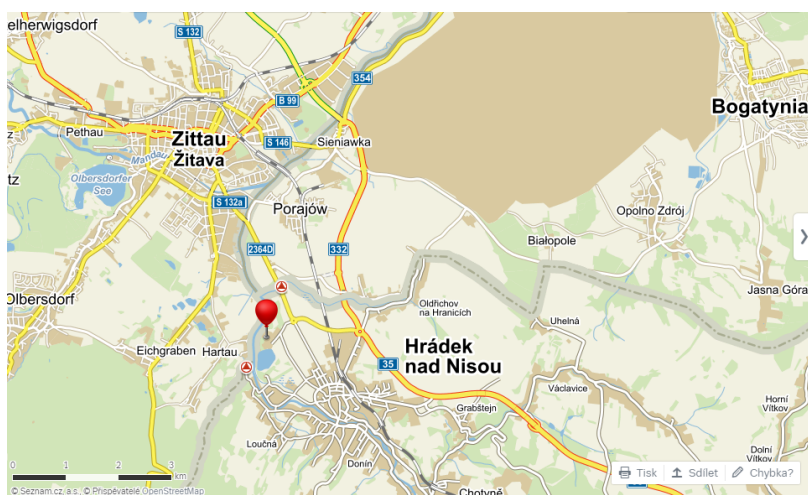 elherwigsdorf
S 132
354
B 99
Bogatynia
z
Pethau
Zittau
Žitava
S 146
Sieniawka
Mandau
tz
Olbersdorfer
See
S 132a
Porajów
Opolno Zdrój
2364D
332
Białopole
Jasna Góra
Olbersdorf
Oldřichov
na Hranicích
Uhelná
Eichgraben
Hartau
Hrádek
nad Nisou
35
Václavice
Grabštejn
Horní
Vítkov
Loučná
Donín
Dolní
Vítkov
0 1 2 3
km
Tisk Sdílet Chybka?
© Seznam.cz, a.s., © Přispěvatelé OpenStreetMap
Chotyně